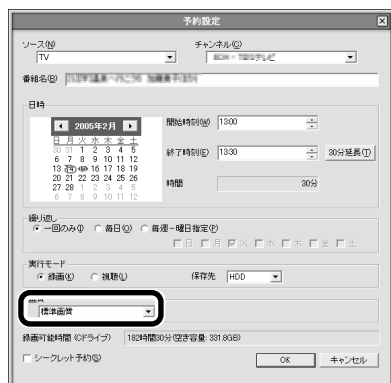 予約設定
ソース(N) チャンネル(C)
TV
番組名(B)
日時
2005年2月 開始時刻(W) 13:00
日 月 火 水 木 金 土
30 31 1 2 3 4 5
6 7 8 9 10 11 12 終了時刻(E) 13:30 30分延長(T)
13 14 15 16 17 18 19
20 21 22 23 24 25 26 時間 30分
27 28 1 2 3 4 5
6 7 8 9 10 11 12
繰り返し
一回のみ(I) 毎日(O) 毎週-曜日指定(P)
日 月 火 水 木 金 土
実行モード
録画(K) 視聴(L) 保存先 HDD
標準画質
録画可能時間(Cドライブ) 182時間30分(空き容量: 331.8GB)
シークレット予約(S) OK キャンセル